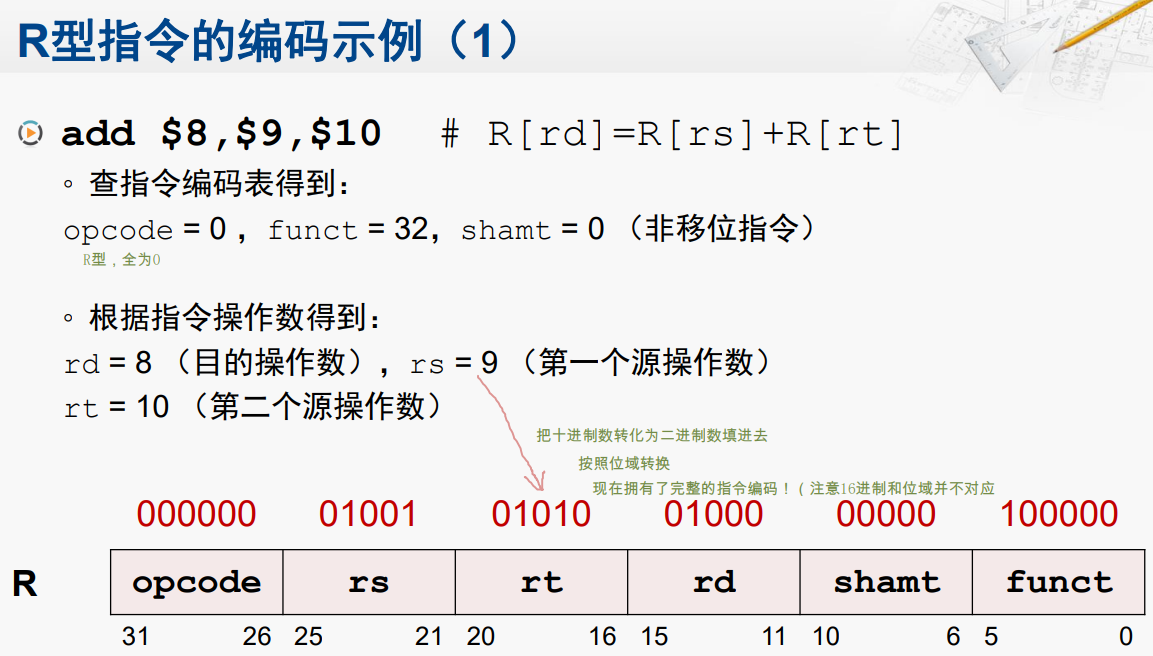 R型指令的编码示例（1）
add $8,$9,$10 # R[rd]=R[rs]+R[rt]
查指令编码表得到：
opcode = 0 ，funct = 32，shamt = 0 （非移位指令）
R型，全为0
根据指令操作数得到：
rd = 8 （目的操作数），rs = 9 （第一个源操作数）
rt = 10 （第二个源操作数）
把十进制数转化为二进制数填进去
按照位域转换
现在拥有了完整的指令编码！（注意16进制和位域并不对应
000000 01001 01010 01000 00000 100000
R opcode rs rt rd shamt funct
31 26 25 21 20 16 15 11 10 6 5 0